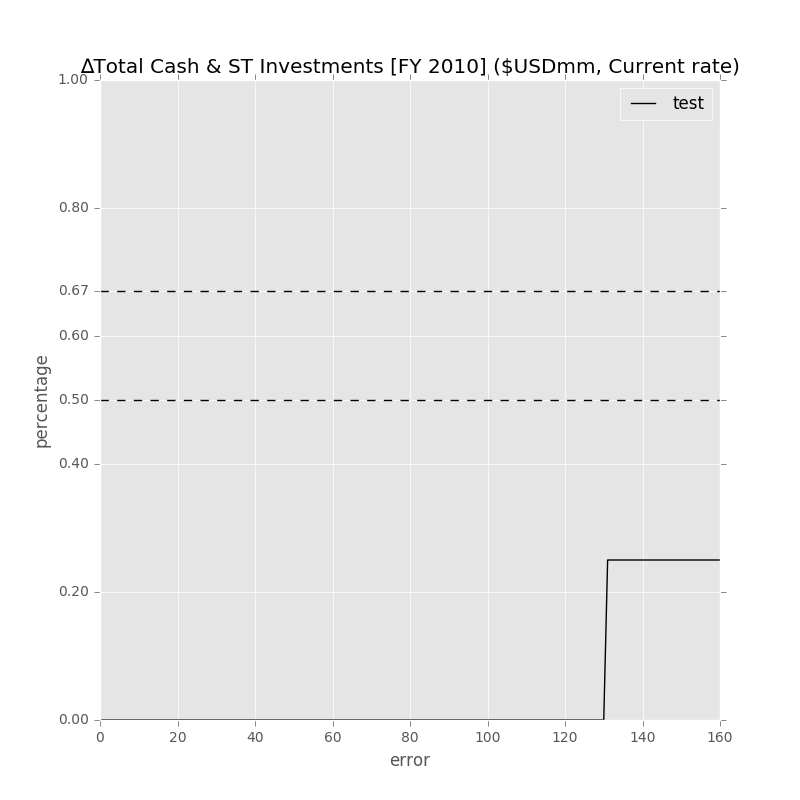 ΔTotal Cash & ST Investments [FY 2010] ($USDmm, Current rate)
test
1.00
0.80
0.67
0.60
0.50
0.40
0.20
0.00
percentage
0 20 40 60 80 100 120 140 160
error